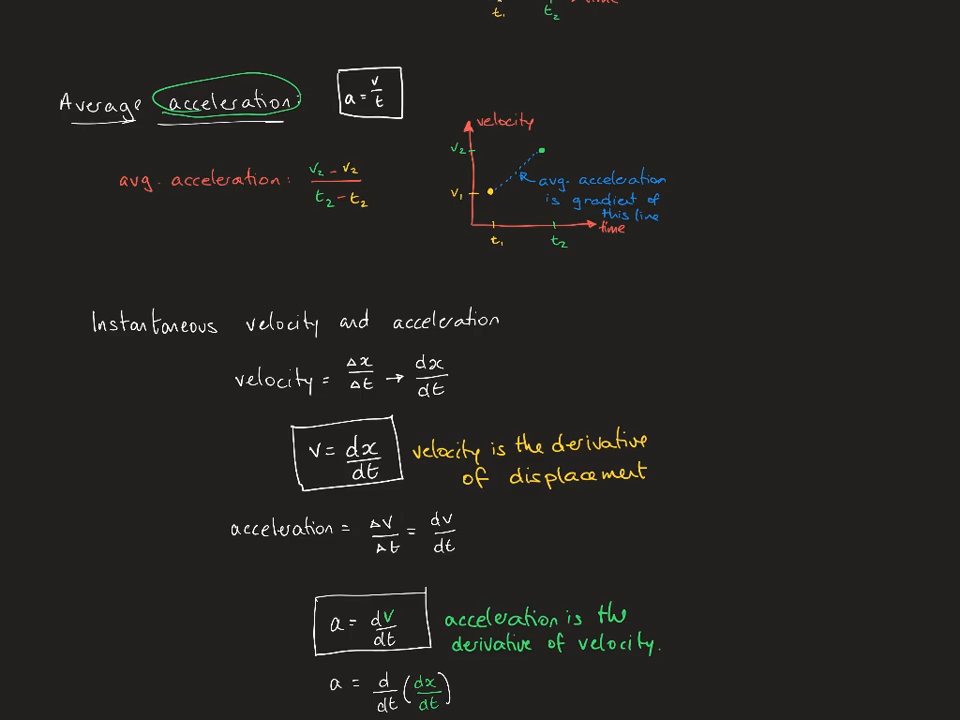 t₁ t₂ time
Average acceleration:
a = v/t
avg. acceleration: v₂ - v₂ / t₂ - t₂
velocity
v₂
v₁
avg. acceleration
is gradient of
this line
time
t₁ t₂
Instantaneous velocity and acceleration
velocity = Δx/Δt → dx/dt
v = dx/dt
velocity is the derivative
of displacement
acceleration = Δv/Δt = dv/dt
a = dv/dt
acceleration is the
derivative of velocity.
a = d/dt (dx/dt)